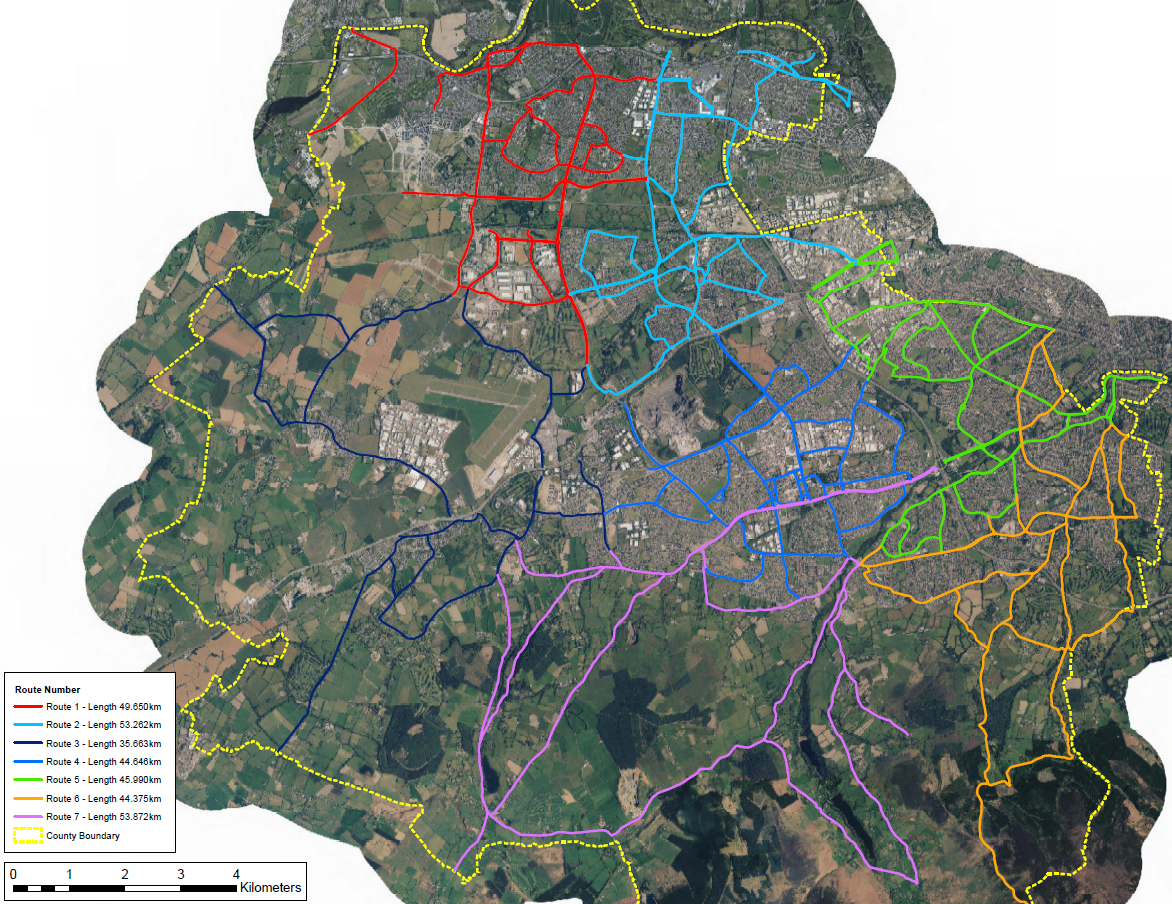 Route Number
Route 1 - Length 49.650km
Route 2 - Length 53.262km
Route 3 - Length 35.663km
Route 4 - Length 44.646km
Route 5 - Length 45.990km
Route 6 - Length 44.375km
Route 7 - Length 53.872km
County Boundary
0 1 2 3 4
Kilometers